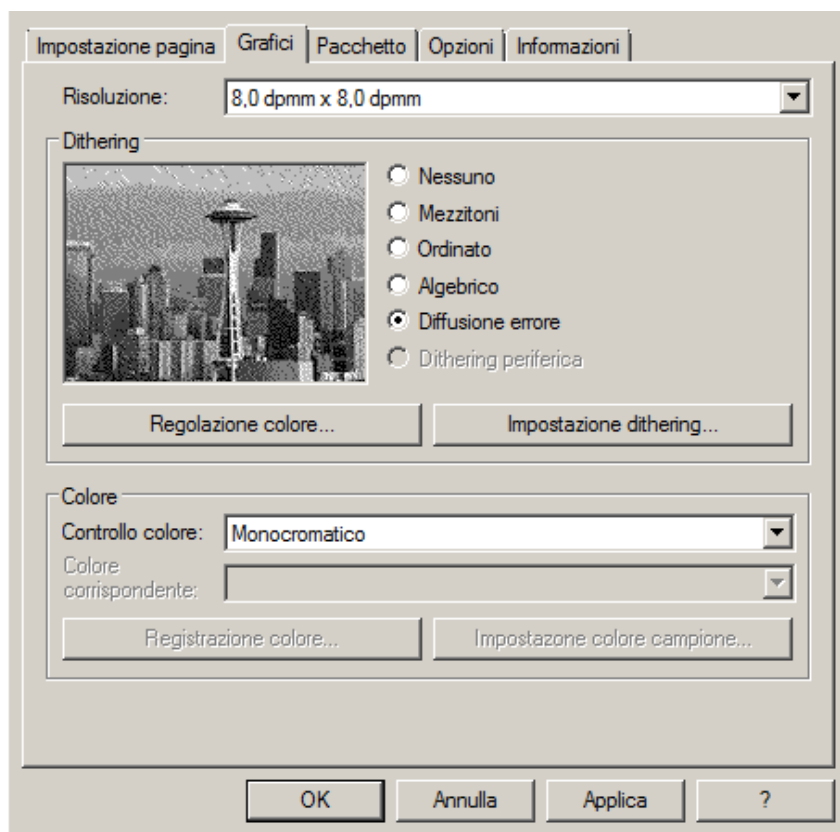 Impostazione pagina Grafici Pacchetto Opzioni Informazioni
Risoluzione: 8,0 dpmm x 8,0 dpmm
Dithering
Nessuno
Mezzitoni
Ordinato
Algebrico
Diffusione errore
Dithering periferica
Regolazione colore... Impostazione dithering...
Colore
Controllo colore: Monocromatico
Colore
corrispondente:
Registrazione colore... Impostazone colore campione...
OK Annulla Applica ?